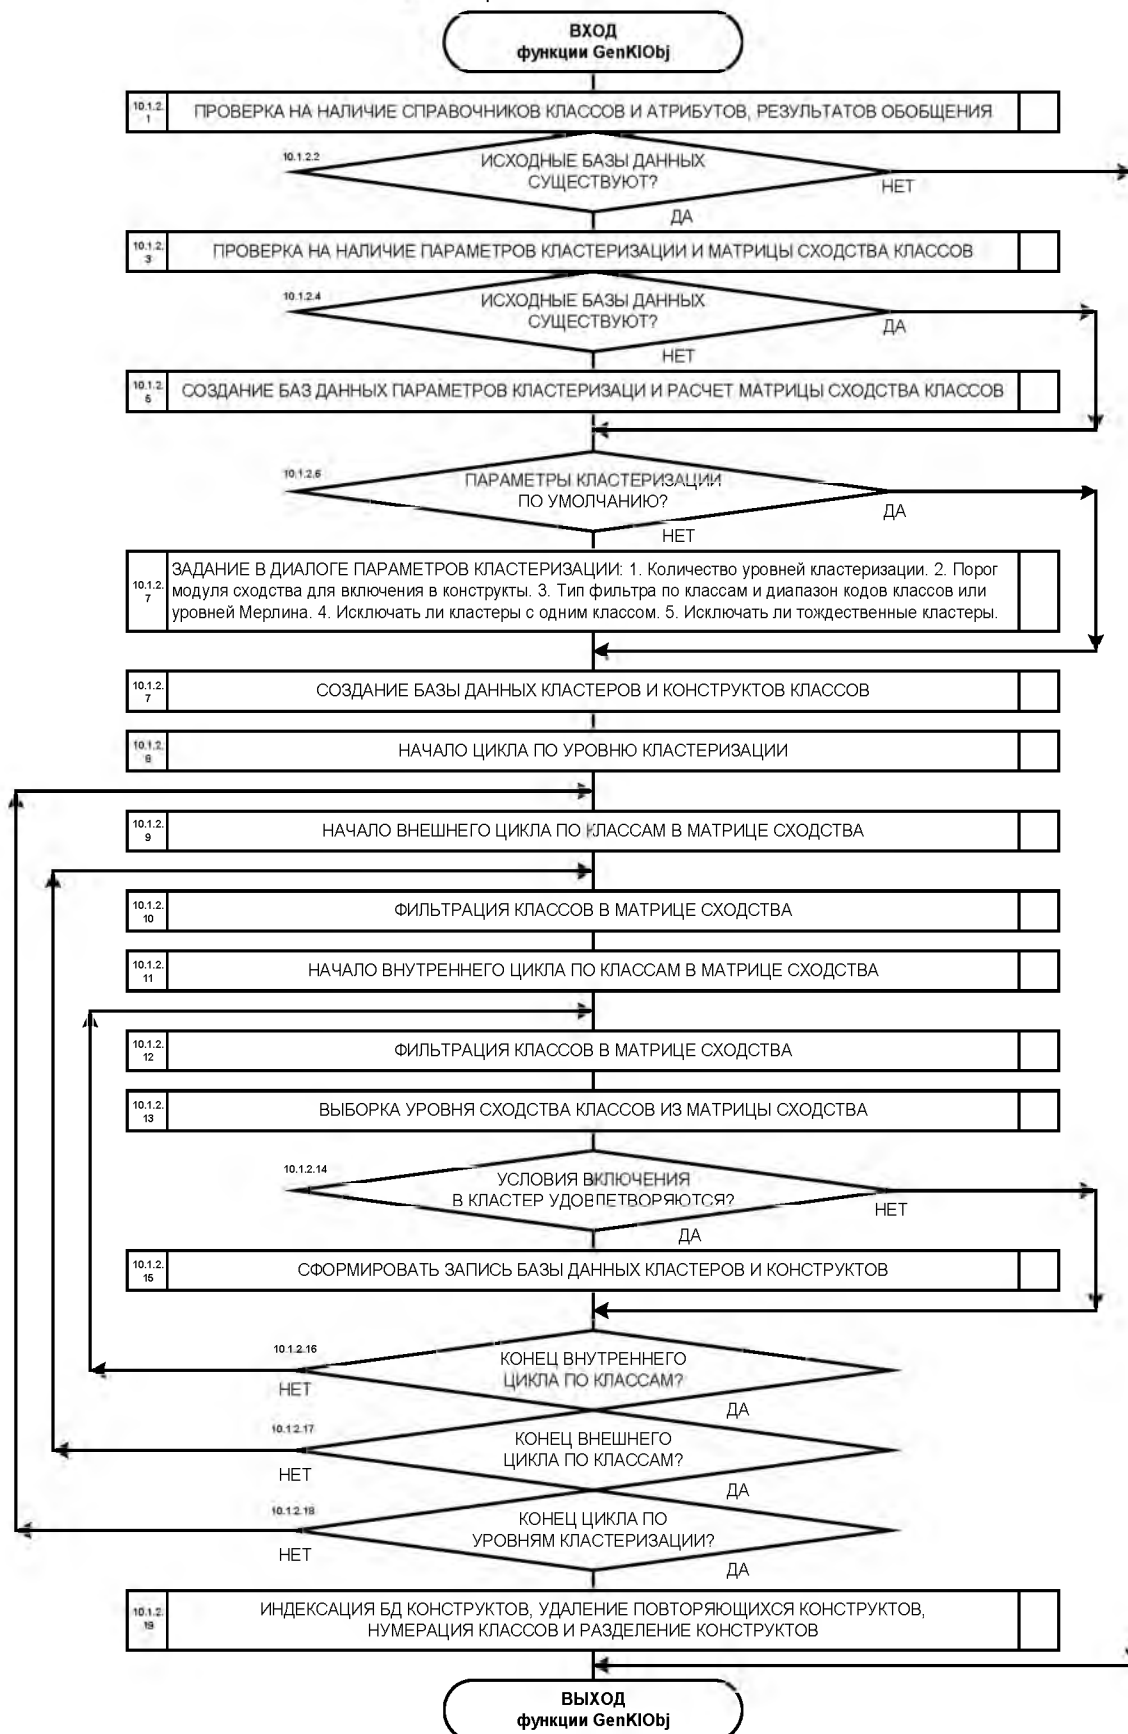 ВХОД
функции GenKlObj
10.1.2.
1
ПРОВЕРКА НА НАЛИЧИЕ СПРАВОЧНИКОВ КЛАССОВ И АТРИБУТОВ, РЕЗУЛЬТАТОВ ОБОБЩЕНИЯ
10.1.2.2
ИСХОДНЫЕ БАЗЫ ДАННЫХ
СУЩЕСТВУЮТ?
НЕТ
ДА
10.1.2.
3
ПРОВЕРКА НА НАЛИЧИЕ ПАРАМЕТРОВ КЛАСТЕРИЗАЦИИ И МАТРИЦЫ СХОДСТВА КЛАССОВ
10.1.2.4
ИСХОДНЫЕ БАЗЫ ДАННЫХ
СУЩЕСТВУЮТ?
ДА
НЕТ
10.1.2.
5
СОЗДАНИЕ БАЗ ДАННЫХ ПАРАМЕТРОВ КЛАСТЕРИЗАЦИ И РАСЧЕТ МАТРИЦЫ СХОДСТВА КЛАССОВ
10.1.2.6
ПАРАМЕТРЫ КЛАСТЕРИЗАЦИИ
ПО УМОЛЧАНИЮ?
ДА
НЕТ
10.1.2.
7
ЗАДАНИЕ В ДИАЛОГЕ ПАРАМЕТРОВ КЛАСТЕРИЗАЦИИ: 1. Количество уровней кластеризации. 2. Порог
модуля сходства для включения в конструкты. 3. Тип фильтра по классам и диапазон кодов классов или
уровней Мерлина. 4. Исключать ли кластеры с одним классом. 5. Исключать ли тождественные кластеры.
10.1.2.
7
СОЗДАНИЕ БАЗЫ ДАННЫХ КЛАСТЕРОВ И КОНСТРУКТОВ КЛАССОВ
10.1.2.
8
НАЧАЛО ЦИКЛА ПО УРОВНЮ КЛАСТЕРИЗАЦИИ
10.1.2.
9
НАЧАЛО ВНЕШНЕГО ЦИКЛА ПО КЛАССАМ В МАТРИЦЕ СХОДСТВА
10.1.2.
10
ФИЛЬТРАЦИЯ КЛАССОВ В МАТРИЦЕ СХОДСТВА
10.1.2.
11
НАЧАЛО ВНУТРЕННЕГО ЦИКЛА ПО КЛАССАМ В МАТРИЦЕ СХОДСТВА
10.1.2.
12
ФИЛЬТРАЦИЯ КЛАССОВ В МАТРИЦЕ СХОДСТВА
10.1.2.
13
ВЫБОРКА УРОВНЯ СХОДСТВА КЛАССОВ ИЗ МАТРИЦЫ СХОДСТВА
10.1.2.14
УСЛОВИЯ ВКЛЮЧЕНИЯ
В КЛАСТЕР УДОВЛЕТВОРЯЮТСЯ?
НЕТ
ДА
10.1.2.
15
СФОРМИРОВАТЬ ЗАПИСЬ БАЗЫ ДАННЫХ КЛАСТЕРОВ И КОНСТРУКТОВ
10.1.2.16
КОНЕЦ ВНУТРЕННЕГО
ЦИКЛА ПО КЛАССАМ?
НЕТ
ДА
10.1.2.17
КОНЕЦ ВНЕШНЕГО
ЦИКЛА ПО КЛАССАМ?
НЕТ
ДА
10.1.2.18
КОНЕЦ ЦИКЛА ПО
УРОВНЯМ КЛАСТЕРИЗАЦИИ?
НЕТ
ДА
10.1.2.
19
ИНДЕКСАЦИЯ БД КОНСТРУКТОВ, УДАЛЕНИЕ ПОВТОРЯЮЩИХСЯ КОНСТРУКТОВ,
НУМЕРАЦИЯ КЛАССОВ И РАЗДЕЛЕНИЕ КОНСТРУКТОВ
ВЫХОД
функции GenKlObj